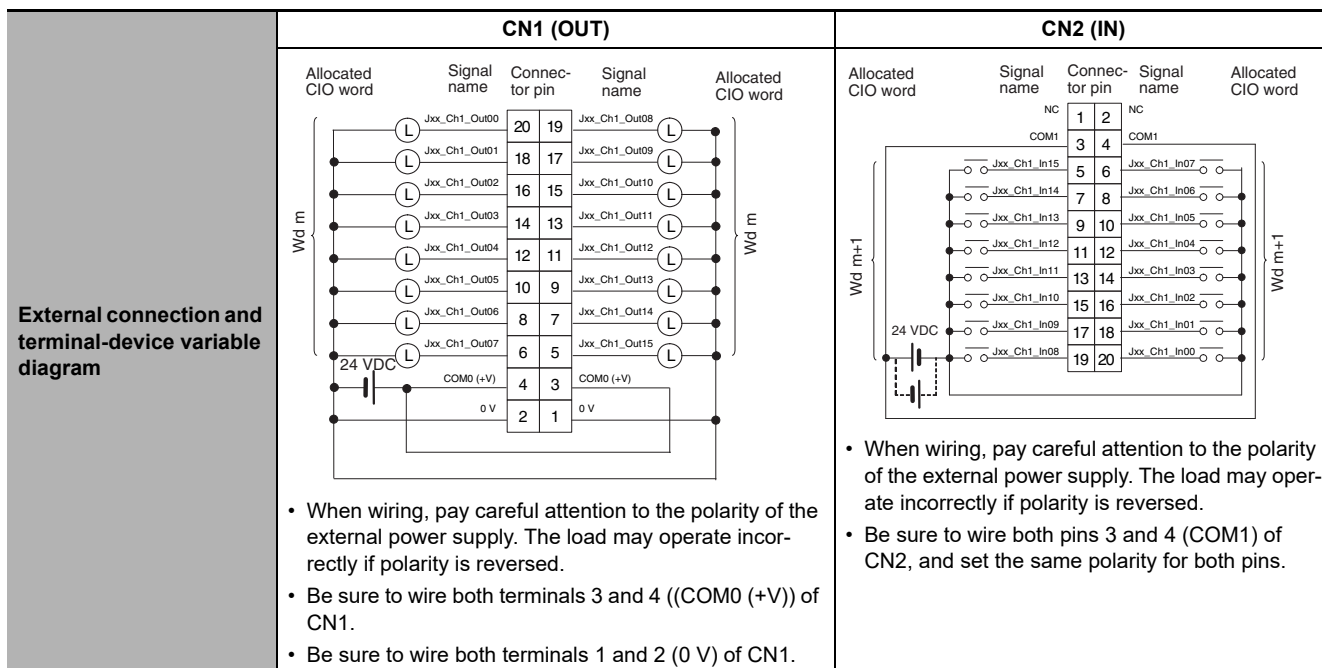 CN1 (OUT)
CN2 (IN)
External connection and
terminal-device variable
diagram
Allocated
CIO word
Signal
name
Connec-
tor pin
Signal
name
Allocated
CIO word
Wd m
Jxx_Ch1_Out00 20 19 Jxx_Ch1_Out08
L L
Jxx_Ch1_Out01 18 17 Jxx_Ch1_Out09
L L
Jxx_Ch1_Out02 16 15 Jxx_Ch1_Out10
L L
Jxx_Ch1_Out03 14 13 Jxx_Ch1_Out11
L L
Jxx_Ch1_Out04 12 11 Jxx_Ch1_Out12
L L
Jxx_Ch1_Out05 10 9 Jxx_Ch1_Out13
L L
Jxx_Ch1_Out06 8 7 Jxx_Ch1_Out14
L L
Jxx_Ch1_Out07 6 5 Jxx_Ch1_Out15
L L
24 VDC
COM0 (+V) 4 3 COM0 (+V)
0 V 2 1 0 V
Wd m
• When wiring, pay careful attention to the polarity of the
external power supply. The load may operate incor-
rectly if polarity is reversed.
• Be sure to wire both terminals 3 and 4 ((COM0 (+V)) of
CN1.
• Be sure to wire both terminals 1 and 2 (0 V) of CN1.
Allocated
CIO word
Signal
name
Connec-
tor pin
Signal
name
Allocated
CIO word
NC 1 2 NC
COM1 3 4 COM1
Wd m+1
Jxx_Ch1_In15 5 6 Jxx_Ch1_In07
Jxx_Ch1_In14 7 8 Jxx_Ch1_In06
Jxx_Ch1_In13 9 10 Jxx_Ch1_In05
Jxx_Ch1_In12 11 12 Jxx_Ch1_In04
Jxx_Ch1_In11 13 14 Jxx_Ch1_In03
Jxx_Ch1_In10 15 16 Jxx_Ch1_In02
24 VDC
Jxx_Ch1_In09 17 18 Jxx_Ch1_In01
Jxx_Ch1_In08 19 20 Jxx_Ch1_In00
Wd m+1
• When wiring, pay careful attention to the polarity
of the external power supply. The load may oper-
ate incorrectly if polarity is reversed.
• Be sure to wire both pins 3 and 4 (COM1) of
CN2, and set the same polarity for both pins.